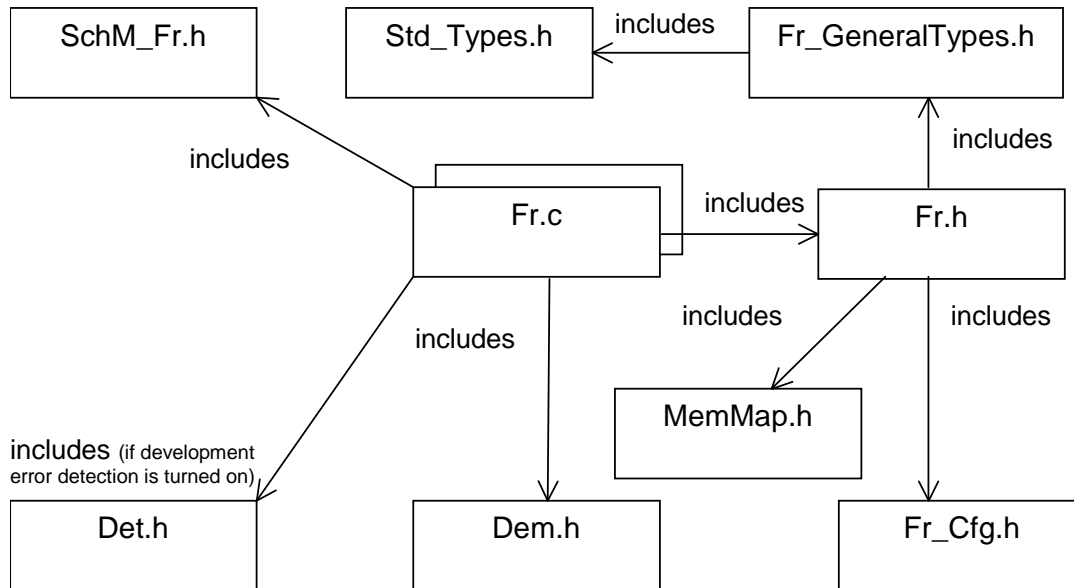 SchM_Fr.h
Std_Types.h
includes
Fr_GeneralTypes.h
includes
includes
Fr.c
includes
Fr.h
includes
includes
includes
MemMap.h
includes (if development
error detection is turned on)
Det.h
Dem.h
Fr_Cfg.h